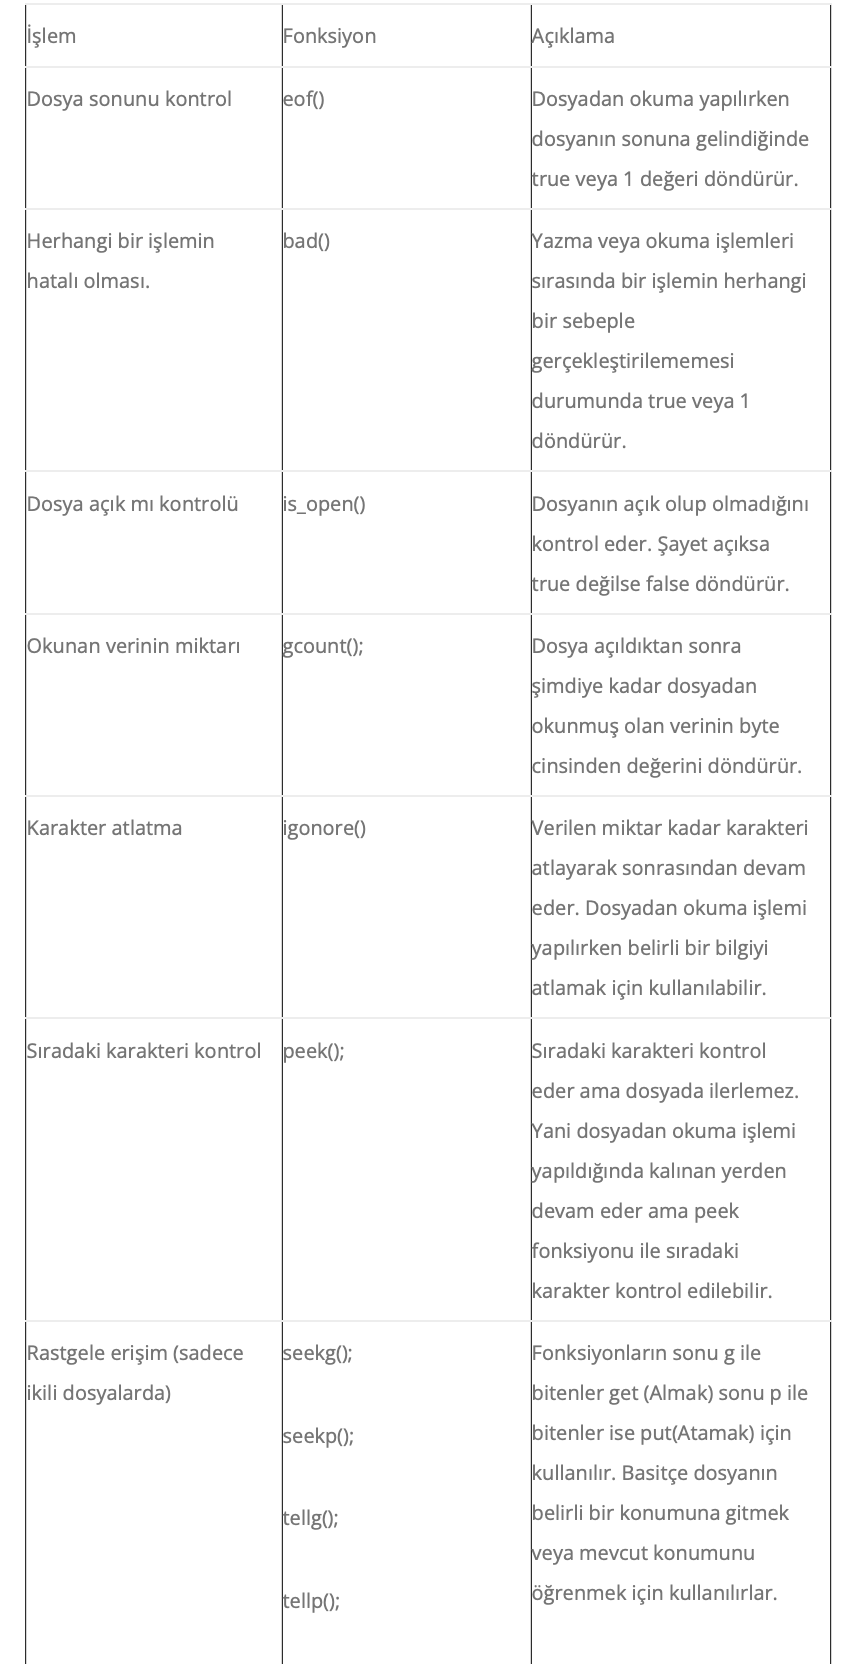 İşlem
Fonksiyon
Açıklama
Dosya sonunu kontrol
eof()
Dosyadan okuma yapılırken
dosyanın sonuna gelindiğinde
true veya 1 değeri döndürür.
Herhangi bir işlemin
hatalı olması.
bad()
Yazma veya okuma işlemleri
sırasında bir işlemin herhangi
bir sebeple
gerçekleştirilememesi
durumunda true veya 1
döndürür.
Dosya açık mı kontrolü
is_open()
Dosyanın açık olup olmadığını
kontrol eder. Şayet açıksa
true değilse false döndürür.
Okunan verinin miktarı
gcount();
Dosya açıldıktan sonra
şimdiye kadar dosyadan
okunmuş olan verinin byte
cinsinden değerini döndürür.
Karakter atlatma
igonore()
Verilen miktar kadar karakteri
atlayarak sonrasından devam
eder. Dosyadan okuma işlemi
yapılırken belirli bir bilgiyi
atlamak için kullanılabilir.
Sıradaki karakteri kontrol
peek();
Sıradaki karakteri kontrol
eder ama dosyada ilerlemez.
Yani dosyadan okuma işlemi
yapıldığında kalınan yerden
devam eder ama peek
fonksiyonu ile sıradaki
karakter kontrol edilebilir.
Rastgele erişim (sadece
ikili dosyalarda)
seekg();
seekp();
tellg();
tellp();
Fonksiyonların sonu g ile
bitenler get (Almak) sonu p ile
bitenler ise put(Atamak) için
kullanılır. Basitçe dosyanın
belirli bir konumuna gitmek
veya mevcut konumunu
öğrenmek için kullanılırlar.